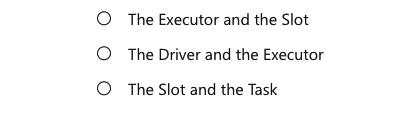 The Executor and the Slot
The Driver and the Executor
The Slot and the Task